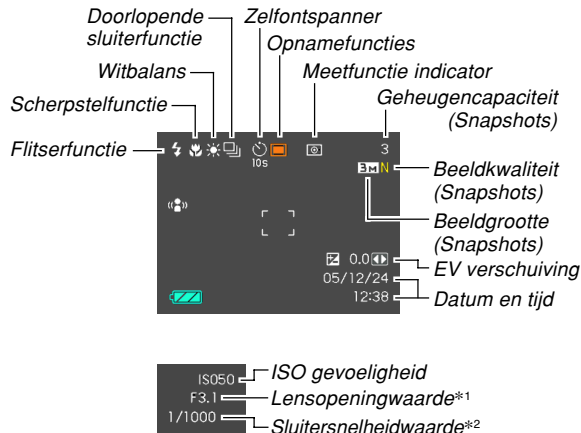 Doorlopende
sluiterfunctie
Zelfontspanner
Opnamefuncties
Witbalans
Meetfunctie indicator
Scherpstelfunctie
Geheugencapaciteit
(Snapshots)
Flitserfunctie
10s
3
3M N
Beeldkwaliteit
(Snapshots)
Beeldgrootte
(Snapshots)
0.0
EV verschuiving
05/12/24
12:38
Datum en tijd
ISO50
ISO gevoeligheid
F3.1
Lensopeningwaarde*1
1/1000
Sluitersnelheidwaarde*2